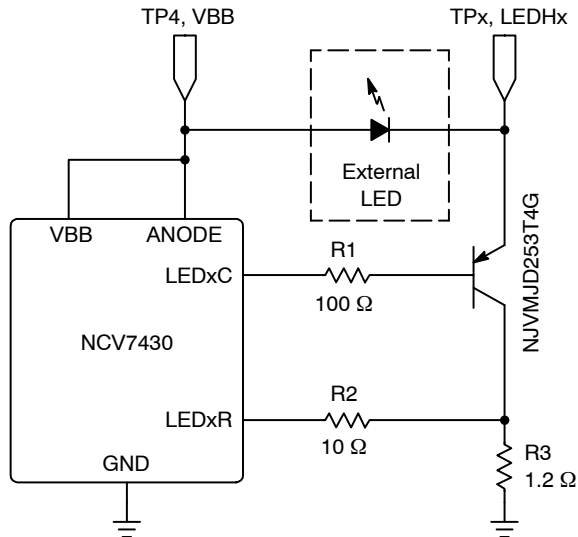 TP4, VBB
TPx, LEDHx
External
LED
VBB
ANODE
R1
LEDxC
100 Ω
NJVMJD253T4G
NCV7430
R2
LEDxR
10 Ω
GND
R3
1.2 Ω